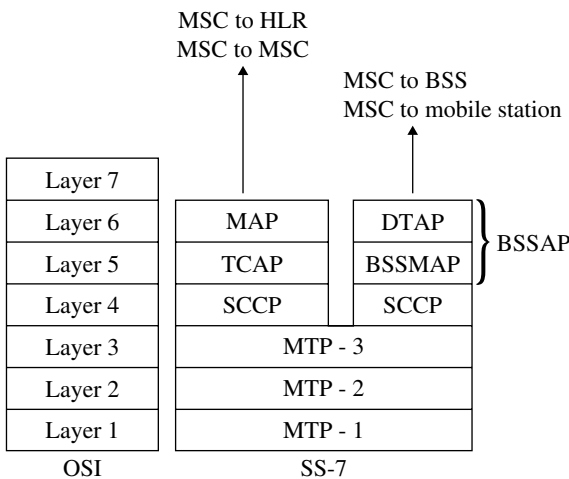 MSC to HLR
MSC to MSC
MSC to BSS
MSC to mobile station
Layer 7
Layer 6
Layer 5
Layer 4
Layer 3
Layer 2
Layer 1
OSI
MAP
TCAP
SCCP
DTAP
BSSMAP
SCCP
BSSAP
MTP - 3
MTP - 2
MTP - 1
SS-7